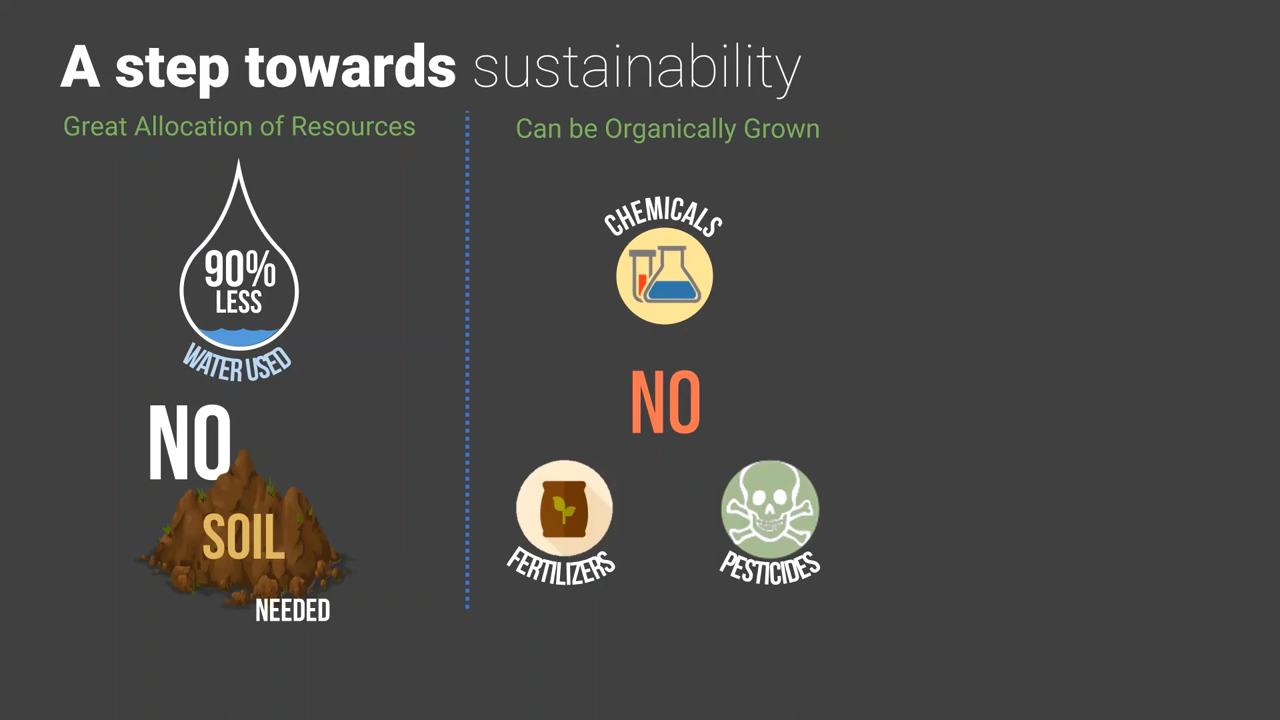 A step towards sustainability
Great Allocation of Resources
90%
LESS
WATER USED
NO
SOIL
NEEDED
Can be Organically Grown
CHEMICALS
NO
FERTILIZERS
PESTICIDES